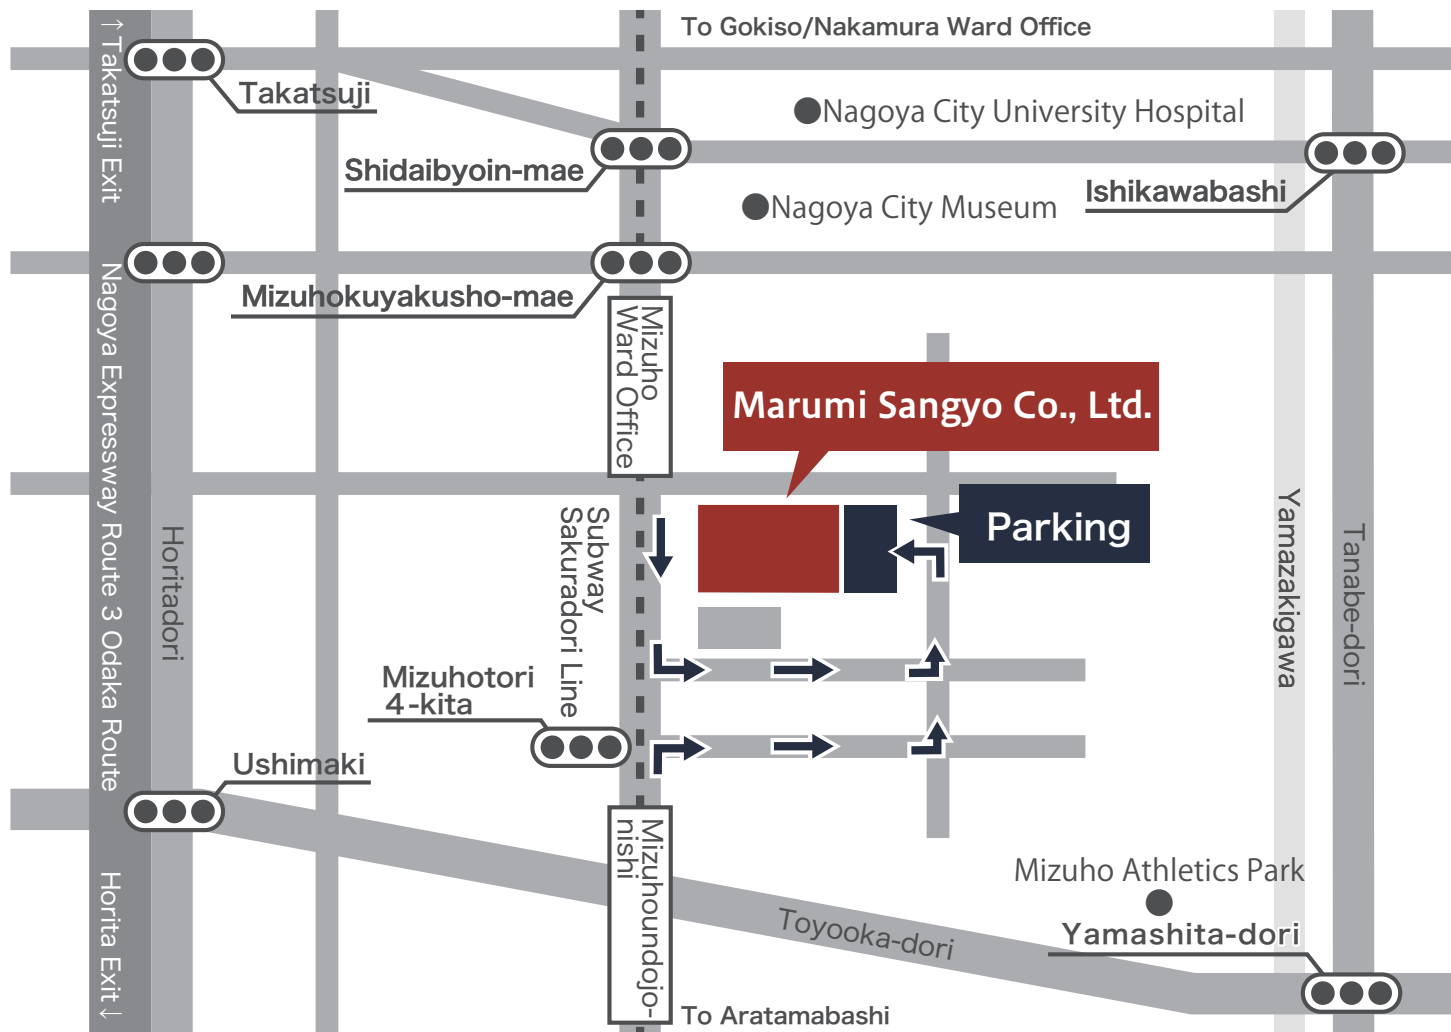 To Gokiso/Nakamura Ward Office
↑Takatsuji Exit
Takatsuji
Nagoya City University Hospital
Shidaibyoin-mae
Ishikawabashi
Nagoya City Museum
Nagoya Expressway Route 3 Odaka Route
Mizuhokuyakusho-mae
Mizuho
Ward Office
Marumi Sangyo Co., Ltd.
Parking
Subway
Sakuradori Line
Horitadori
Yamazakigawa
Tanabe-dori
Mizuhotori
4-kita
Ushimaki
Mizuhoundojo-
nishi
Horita Exit↓
Mizuho Athletics Park
Toyooka-dori
Yamashita-dori
To Aratamabashi